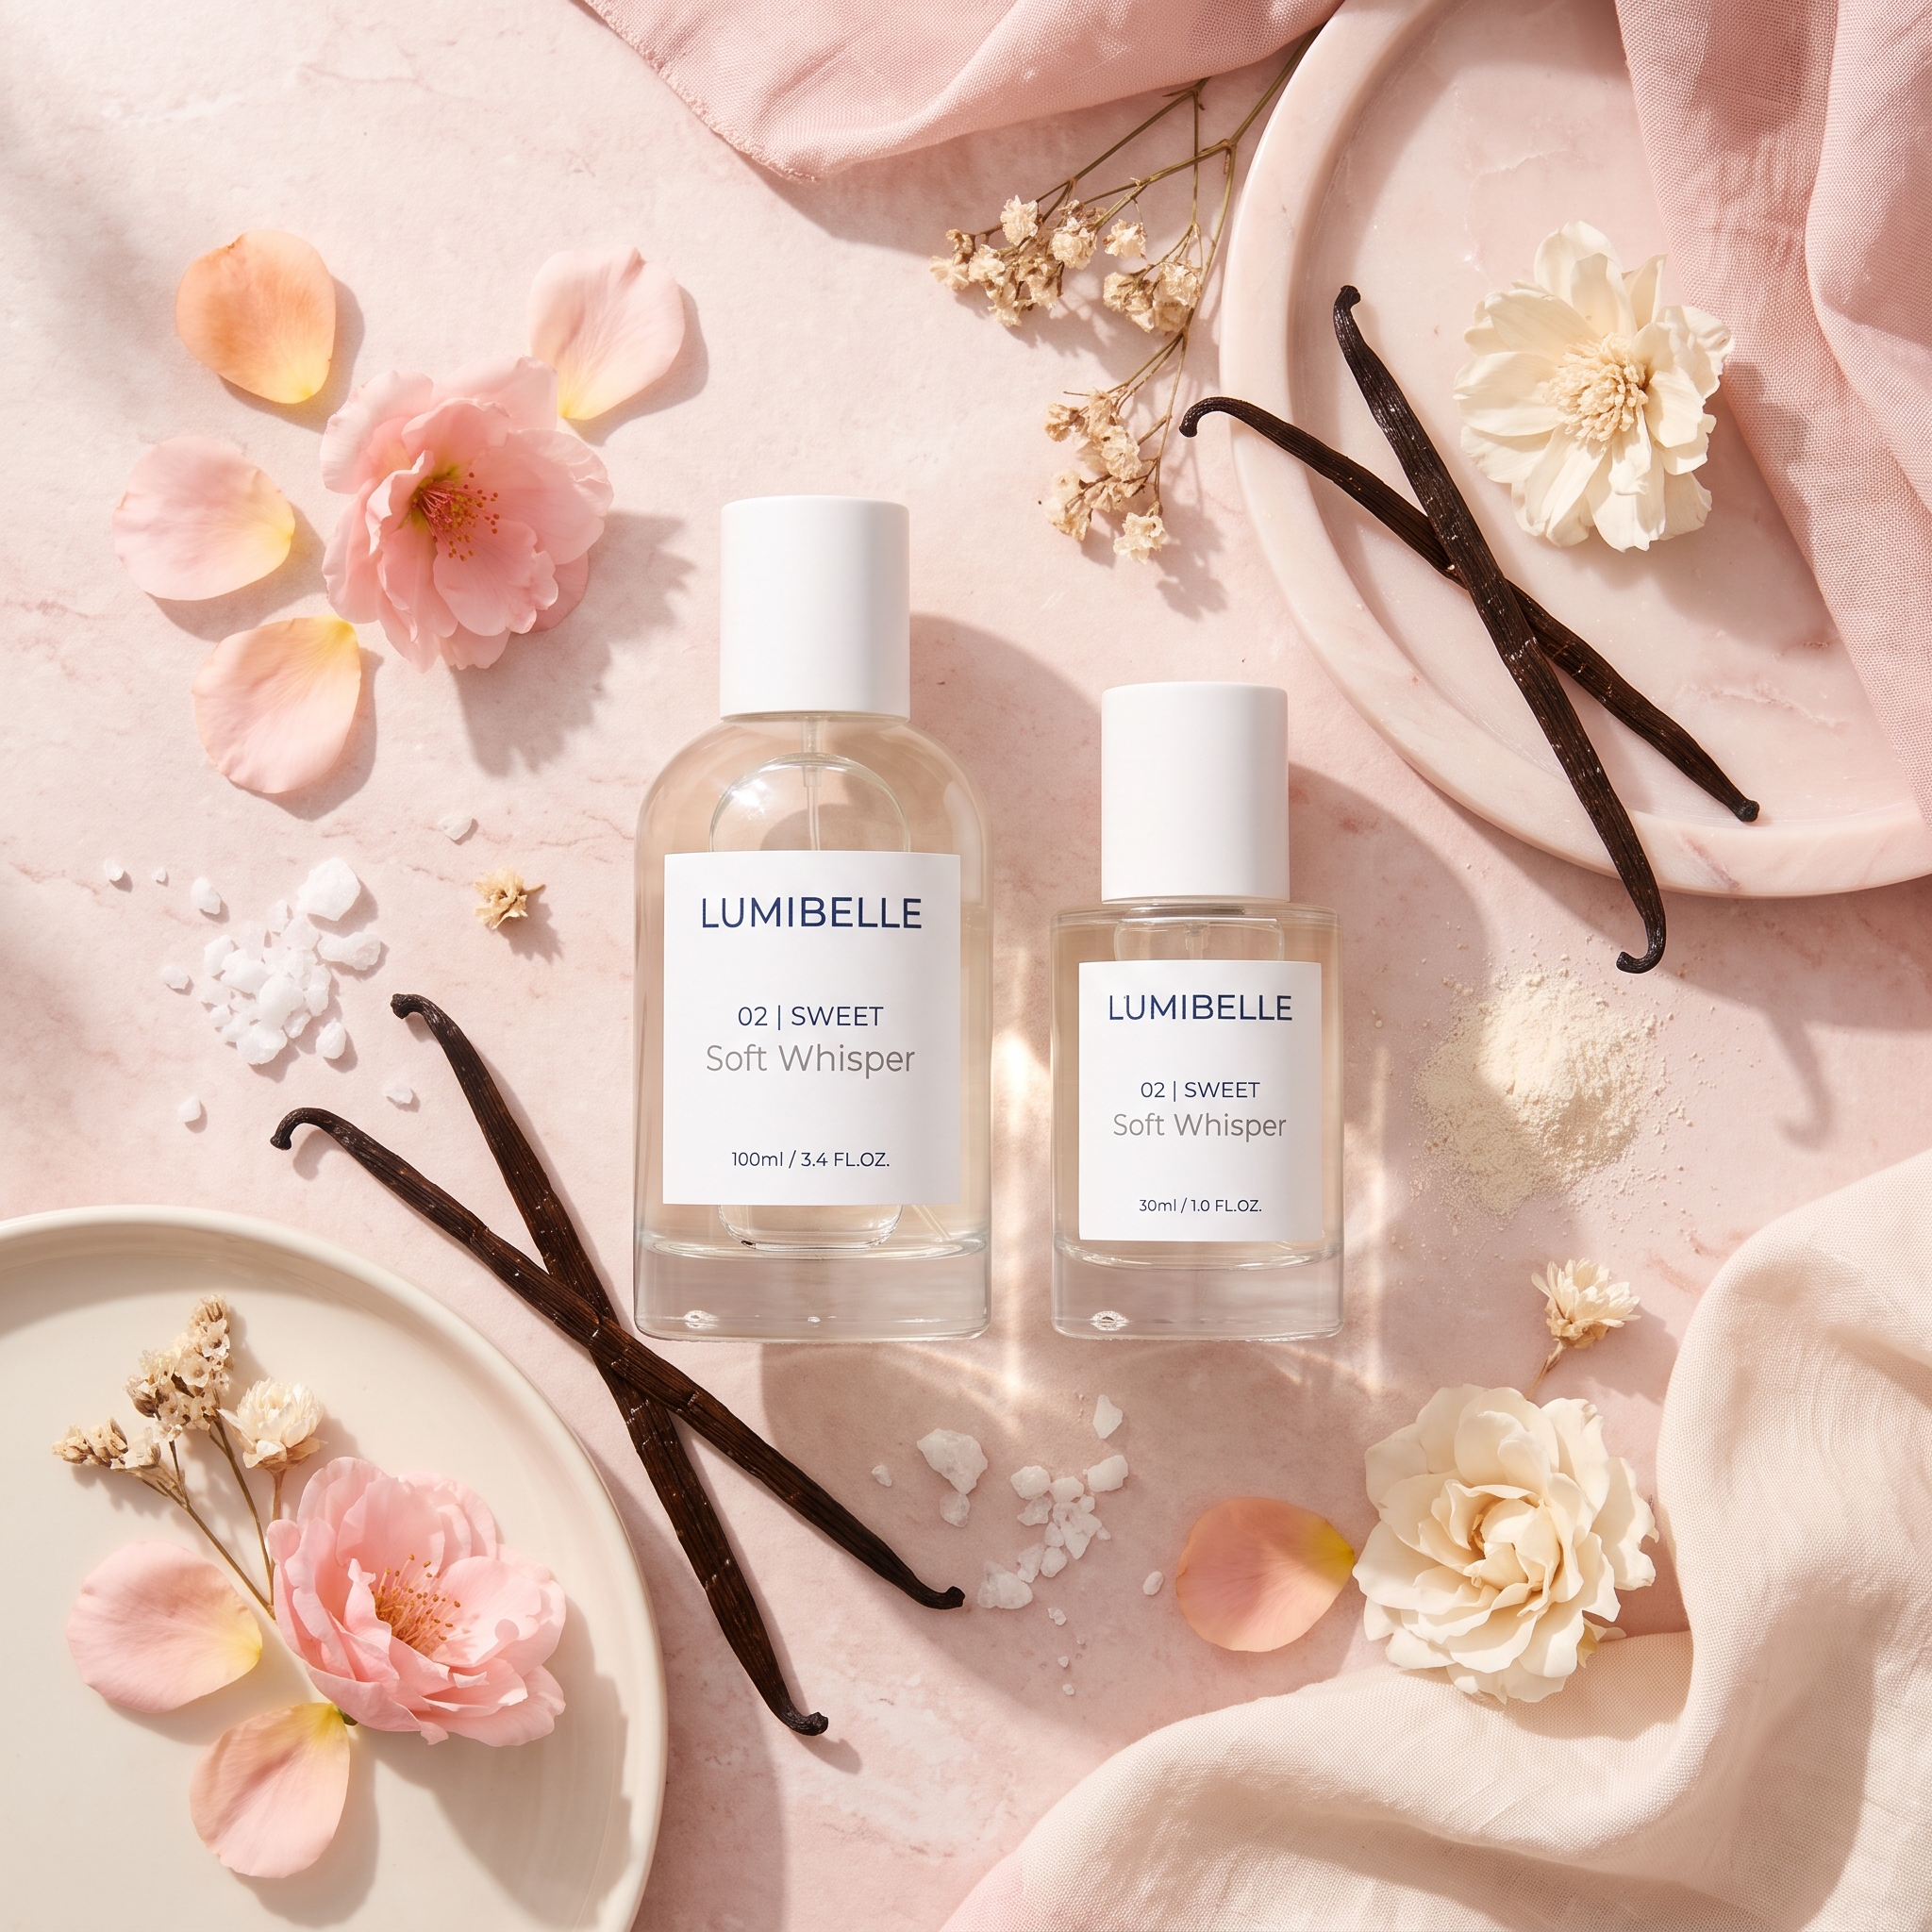 LUMIBELLE
02 | SWEET
Soft Whisper
100ml / 3.4 FL.OZ.
LUMIBELLE
02 | SWEET
Soft Whisper
30ml / 1.0 FL.OZ.